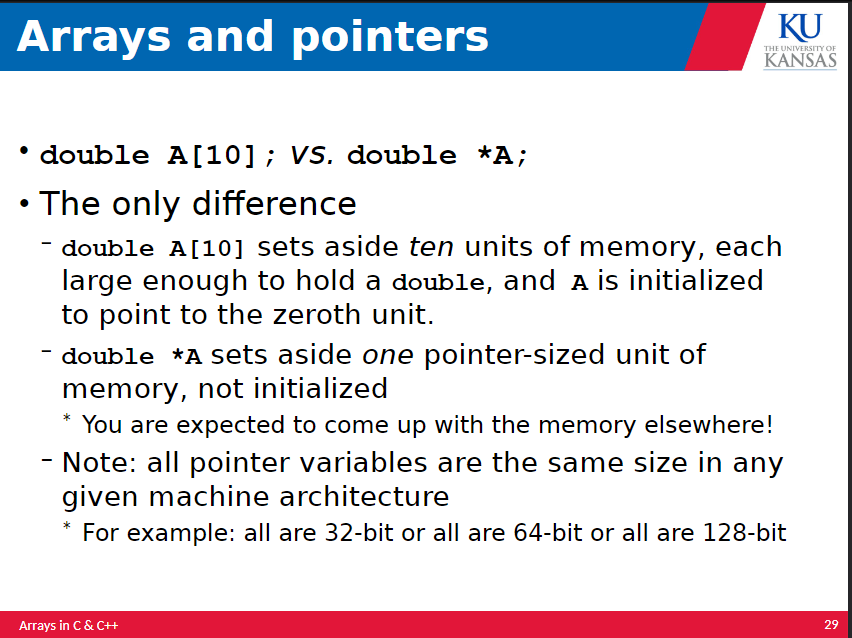 Arrays and pointers
KU
THE UNIVERSITY OF
KANSAS
• double A[10]; vs. double *A;
• The only difference
– double A[10] sets aside ten units of memory, each
large enough to hold a double, and A is initialized
to point to the zeroth unit.
– double *A sets aside one pointer-sized unit of
memory, not initialized
* You are expected to come up with the memory elsewhere!
– Note: all pointer variables are the same size in any
given machine architecture
* For example: all are 32-bit or all are 64-bit or all are 128-bit
Arrays in C & C++
29